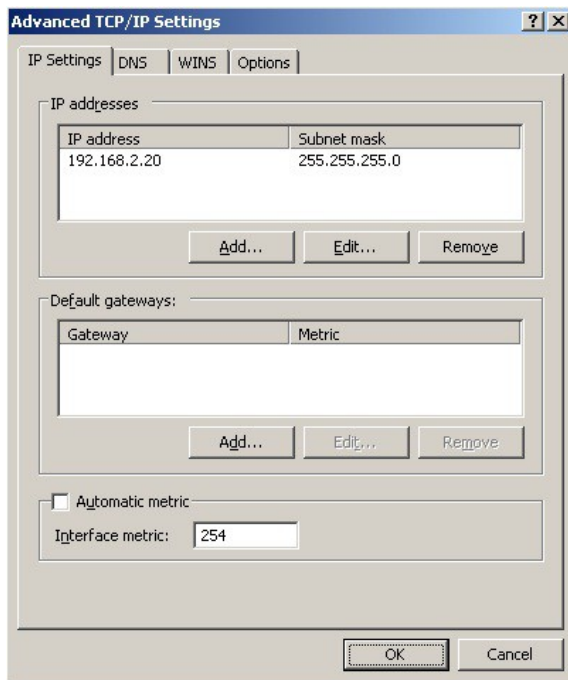 Advanced TCP/IP Settings
IP Settings DNS WINS Options
IP addresses
IP address Subnet mask
192.168.2.20 255.255.255.0
Add... Edit... Remove
Default gateways:
Gateway Metric
Add... Edit... Remove
Automatic metric
Interface metric: 254
OK Cancel